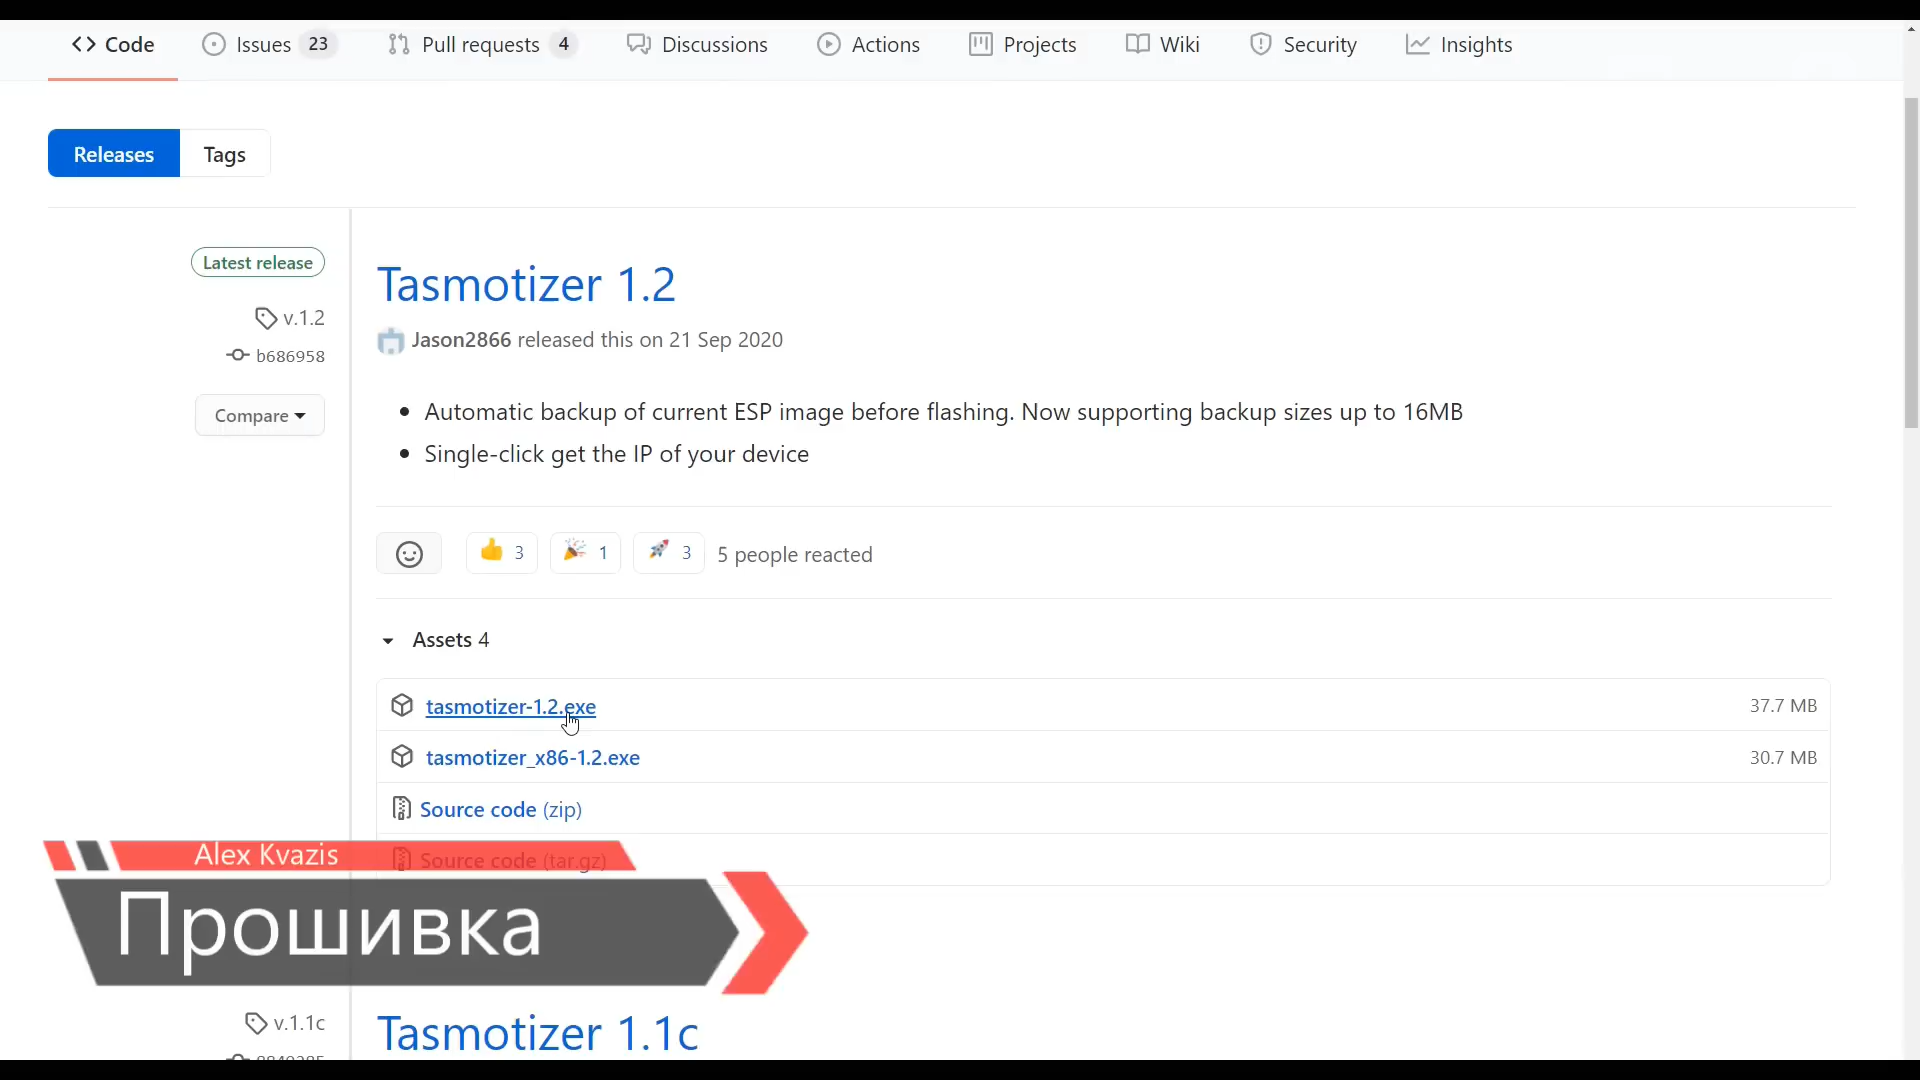 Code Issues 23 Pull requests 4 Discussions Actions Projects Wiki Security Insights
Releases Tags
Latest release
v.1.2
b686958
Compare
Tasmotizer 1.2
Jason2866 released this on 21 Sep 2020
Automatic backup of current ESP image before flashing. Now supporting backup sizes up to 16MB
Single-click get the IP of your device
3 1 3 5 people reacted
Assets 4
tasmotizer-1.2.exe 37.7 MB
tasmotizer_x86-1.2.exe 30.7 MB
Source code (zip)
Source code (tar.gz)
Alex Kvazis
Прошивка
v.1.1c
Tasmotizer 1.1c